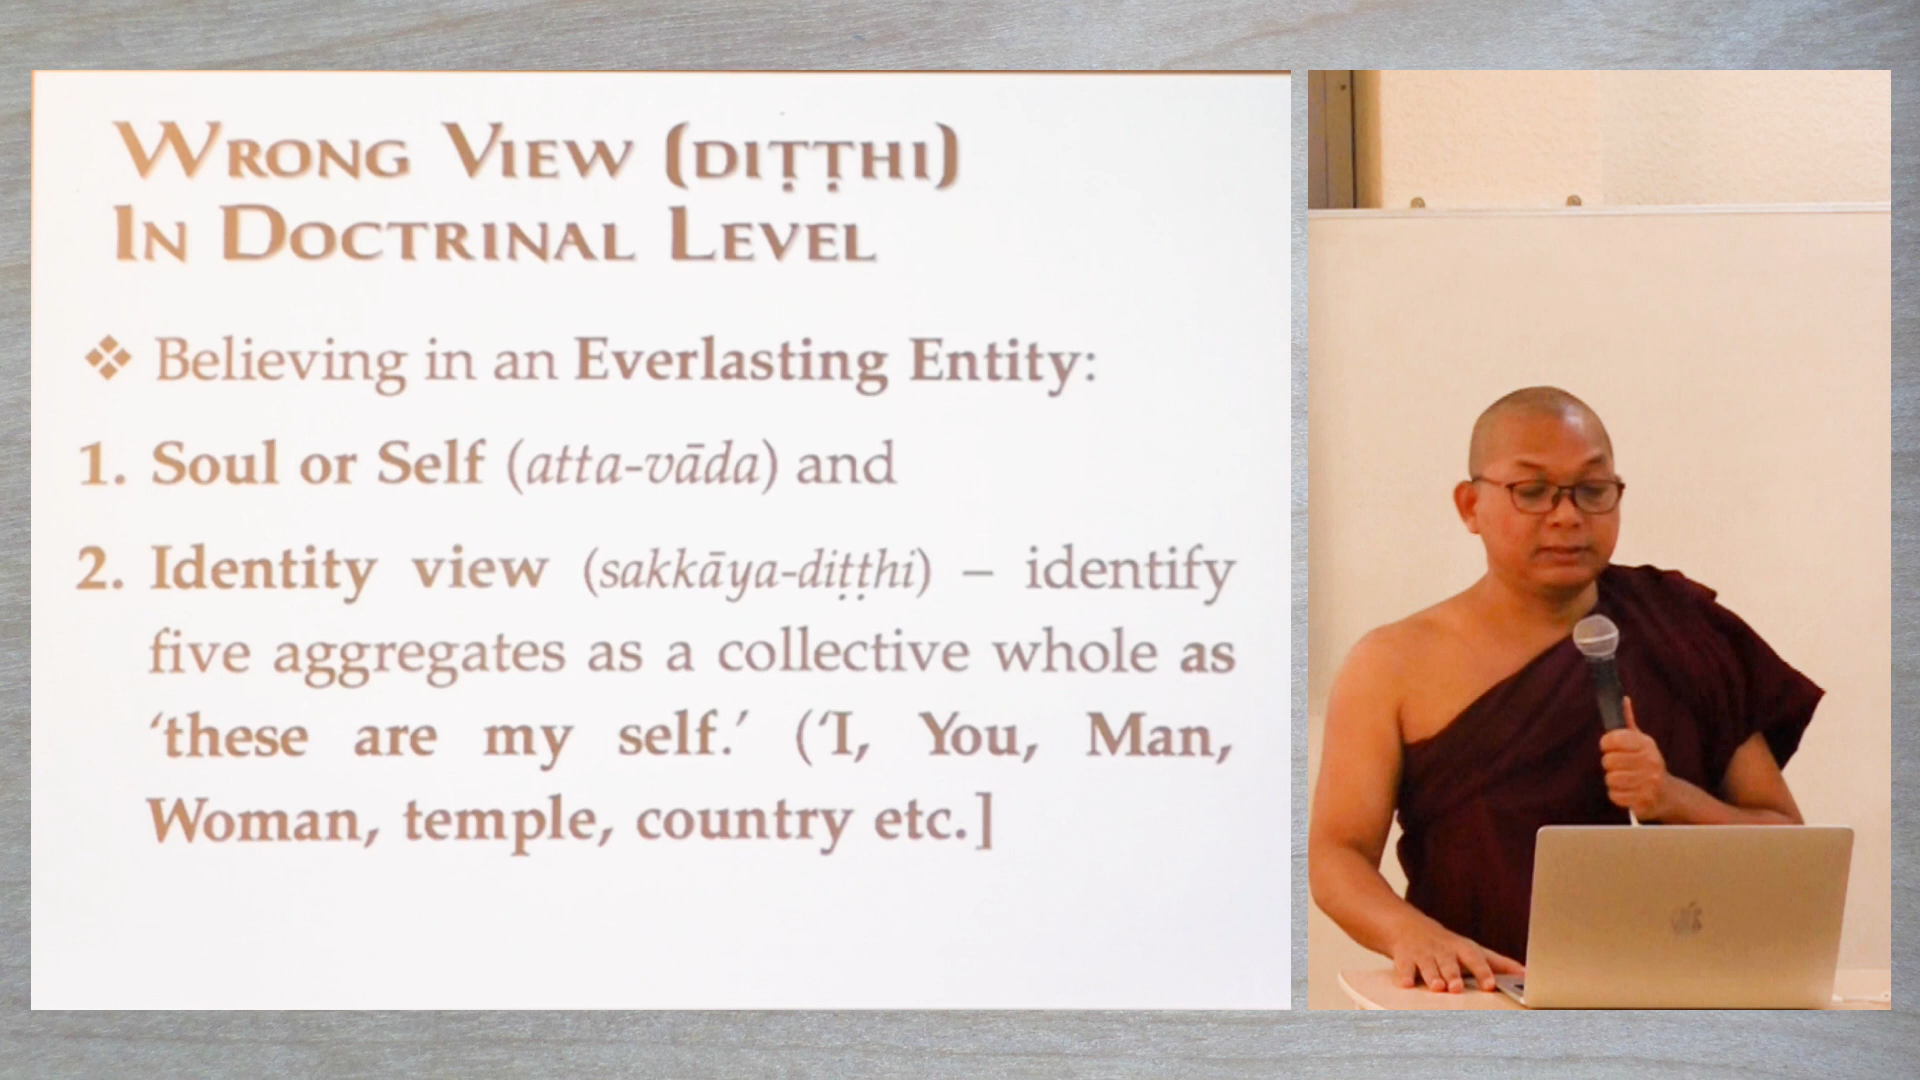 WRONG VIEW (DIṬṬHI)
IN DOCTRINAL LEVEL
❖ Believing in an Everlasting Entity:
1. Soul or Self (atta-vāda) and
2. Identity view (sakkāya-diṭṭhi) – identify
five aggregates as a collective whole as
‘these are my self.’ (‘I, You, Man,
Woman, temple, country etc.]